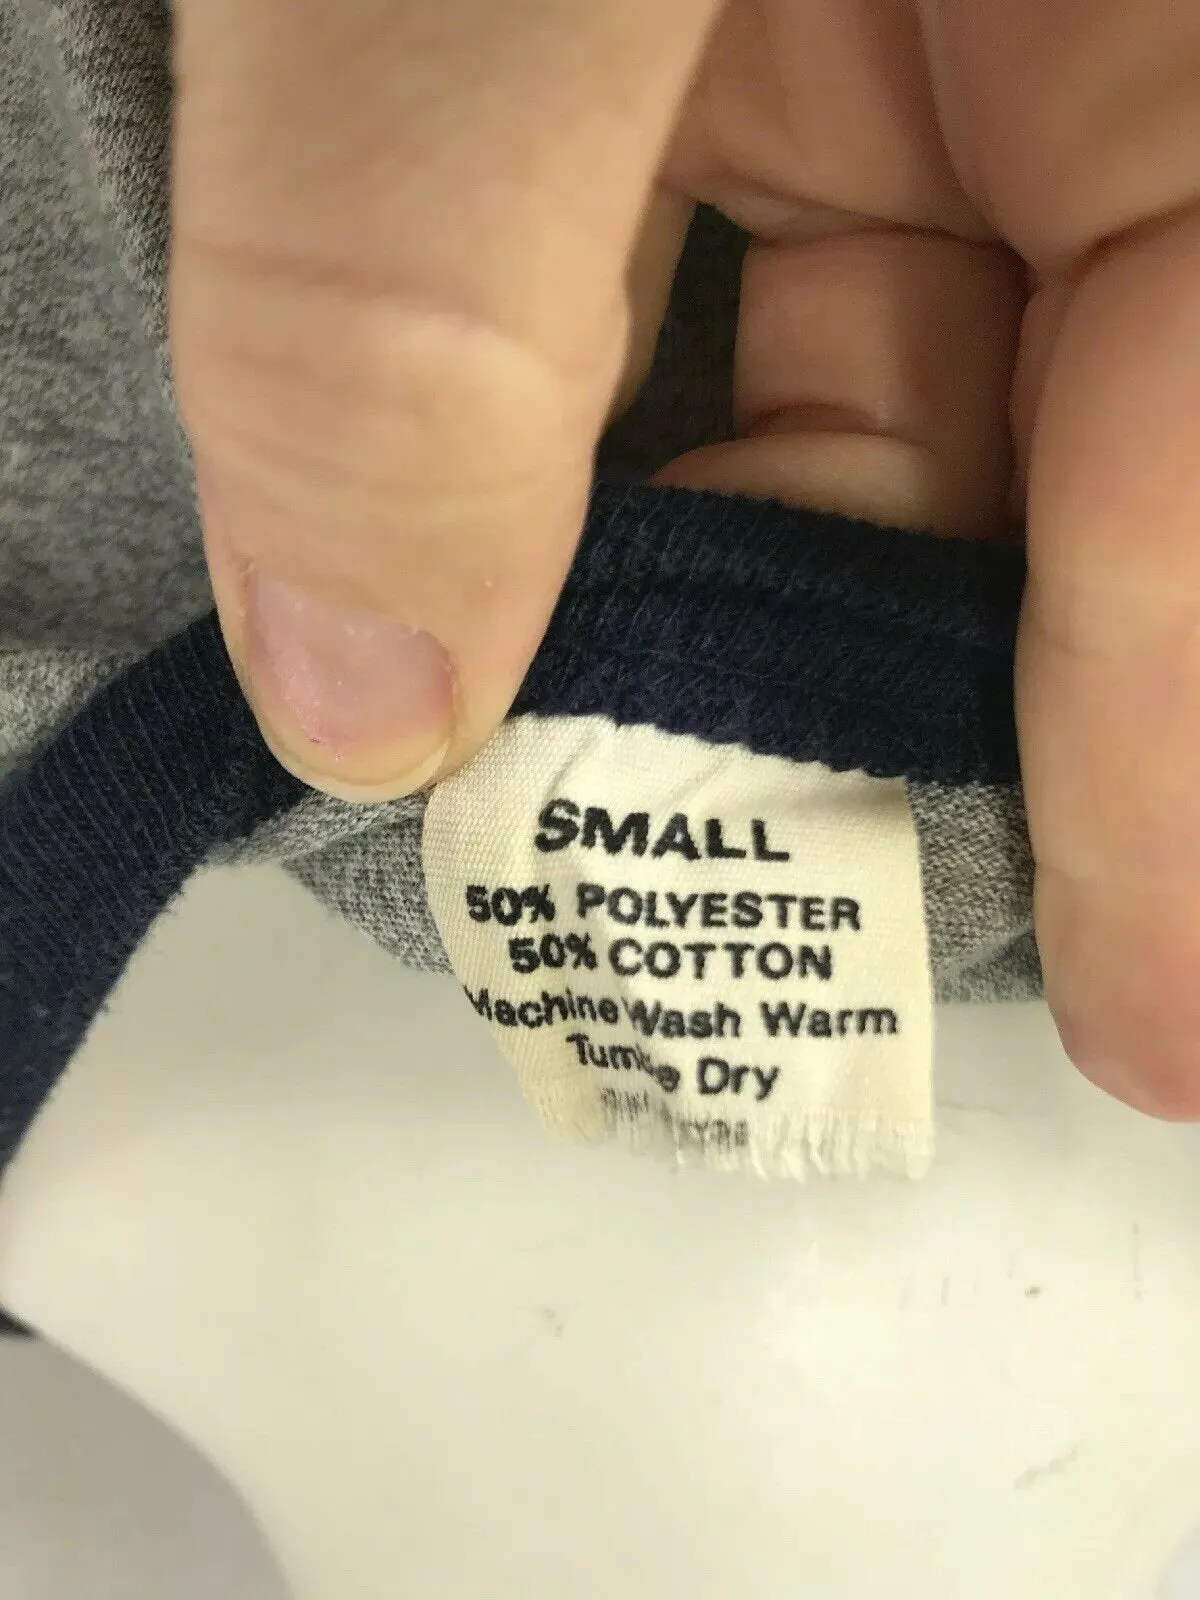 SMALL
50% POLYESTER
50% COTTON
Machine Wash Warm
Tumble Dry